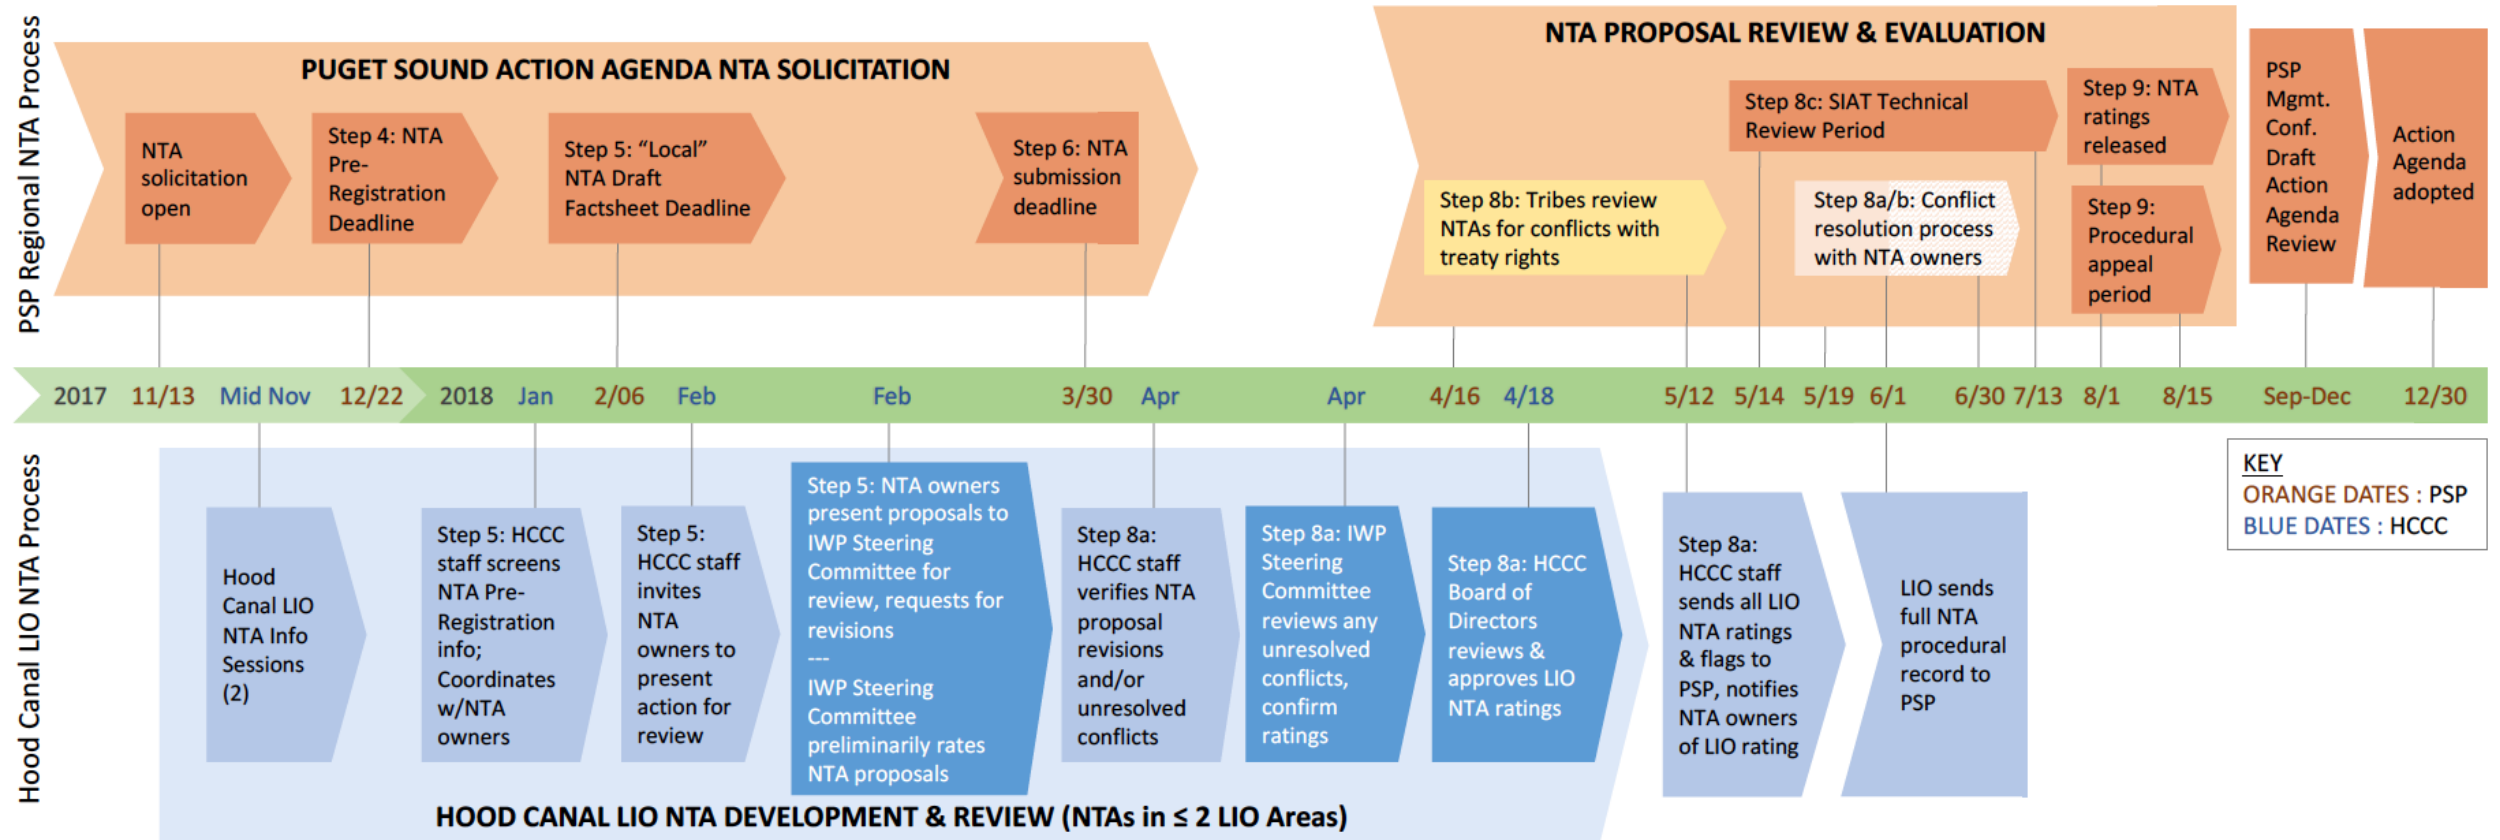 PSP Regional NTA Process
PUGET SOUND ACTION AGENDA NTA SOLICITATION
NTA
solicitation
open
Step 4: NTA
Pre-
Registration
Deadline
Step 5: “Local”
NTA Draft
Factsheet Deadline
Step 6: NTA
submission
deadline
NTA PROPOSAL REVIEW & EVALUATION
Step 8b: Tribes review
NTAs for conflicts with
treaty rights
Step 8c: SIAT Technical
Review Period
Step 8a/b: Conflict
resolution process
with NTA owners
Step 9: NTA
ratings
released
Step 9:
Procedural
appeal
period
PSP
Mgmt.
Conf.
Draft
Action
Agenda
Review
Action
Agenda
adopted
2017 11/13 Mid Nov 12/22 2018 Jan 2/06 Feb Feb 3/30 Apr Apr 4/16 4/18 5/12 5/14 5/19 6/1 6/30 7/13 8/1 8/15 Sep-Dec 12/30
Hood Canal LIO NTA Process
Hood
Canal LIO
NTA Info
Sessions
(2)
Step 5: HCCC
staff screens
NTA Pre-
Registration
info;
Coordinates
w/NTA
owners
Step 5:
HCCC staff
invites
NTA
owners to
present
action for
review
Step 5: NTA owners
present proposals to
IWP Steering
Committee for
review, requests for
revisions
---
IWP Steering
Committee
preliminarily rates
NTA proposals
Step 8a:
HCCC staff
verifies NTA
proposal
revisions
and/or
unresolved
conflicts
Step 8a: IWP
Steering
Committee
reviews any
unresolved
conflicts,
confirm
ratings
Step 8a: HCCC
Board of
Directors
reviews &
approves LIO
NTA ratings
Step 8a:
HCCC staff
sends all LIO
NTA ratings
& flags to
PSP, notifies
NTA owners
of LIO rating
LIO sends
full NTA
procedural
record to
PSP
KEY
ORANGE DATES : PSP
BLUE DATES : HCCC
HOOD CANAL LIO NTA DEVELOPMENT & REVIEW (NTAs in ≤ 2 LIO Areas)